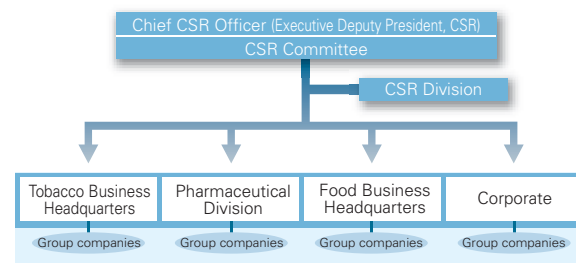 Chief CSR Officer (Executive Deputy President, CSR)
CSR Committee
CSR Division
Tobacco Business
Headquarters
Pharmaceutical
Division
Food Business
Headquarters
Corporate
Group companies
Group companies
Group companies
Group companies